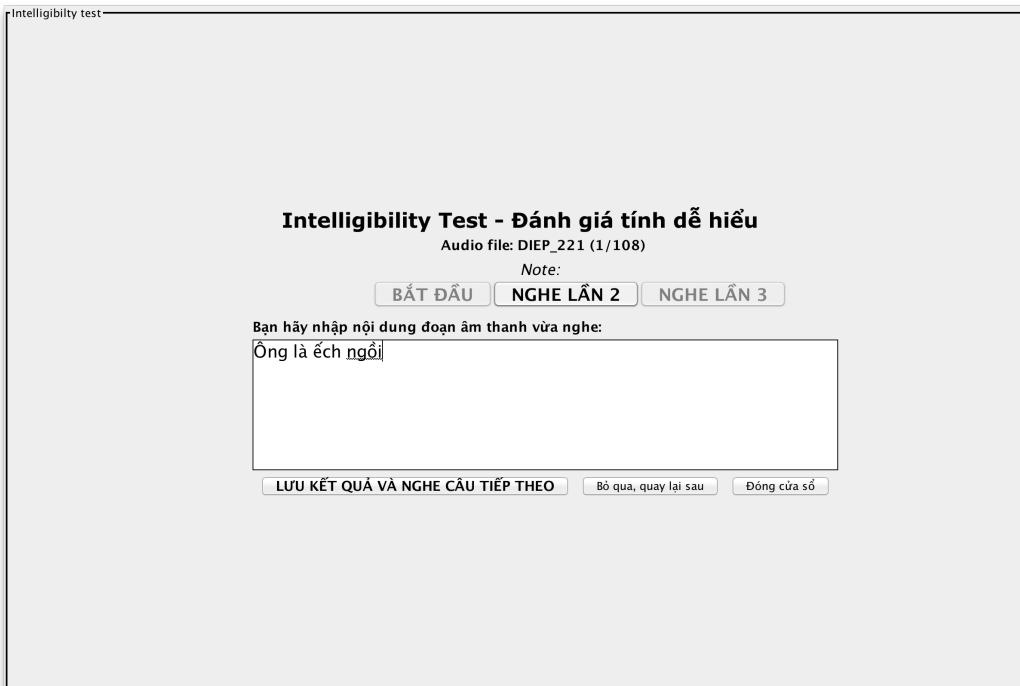 Intelligibilty test
Intelligibility Test - Đánh giá tính dễ hiểu
Audio file: DIEP_221 (1/108)
Note:
BẮT ĐẦU NGHE LẦN 2 NGHE LẦN 3
Bạn hãy nhập nội dung đoạn âm thanh vừa nghe:
Ông là ếch ngồi
LƯU KẾT QUẢ VÀ NGHE CÂU TIẾP THEO Bỏ qua, quay lại sau Đóng cửa sổ